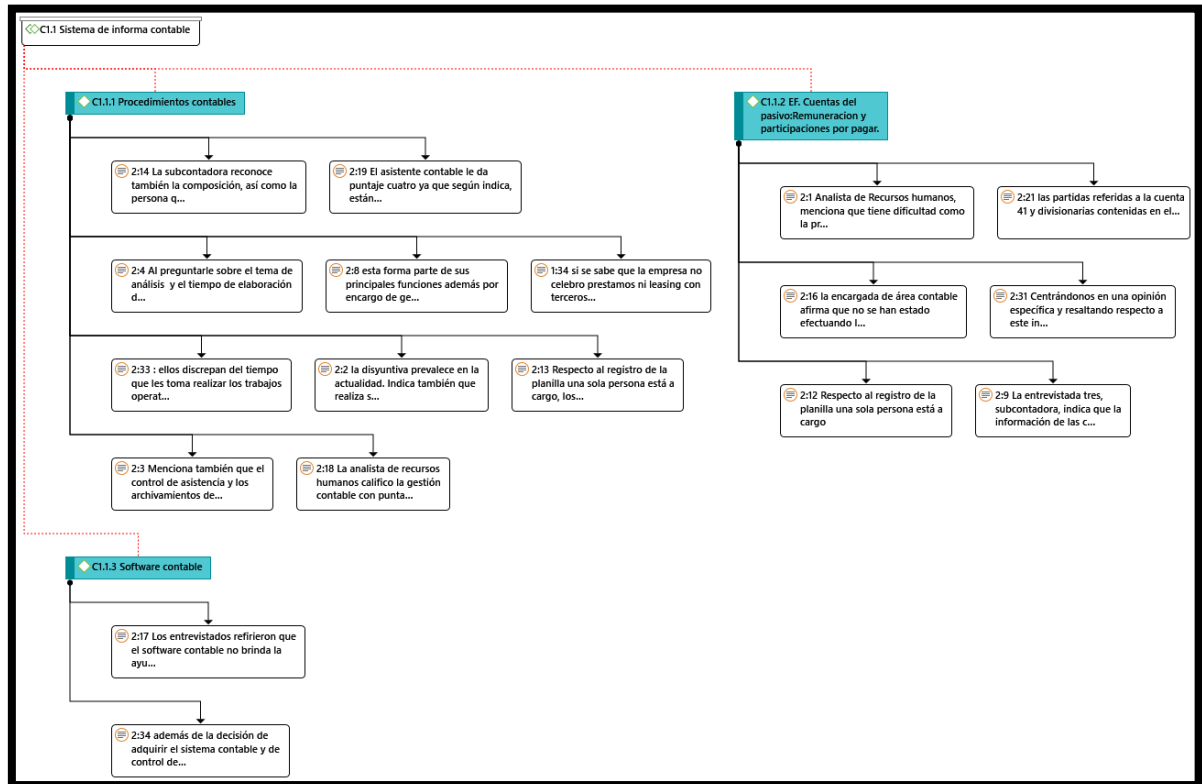 C1.1 Sistema de informa contable
C1.1.1 Procedimientos contables
2:14 La subcontadora reconoce
también la composición, así como la
persona q...
2:19 El asistente contable le da
puntaje cuatro ya que según indica,
están...
2:4 Al preguntarle sobre el tema de
análisis y el tiempo de elaboración
d...
2:8 esta forma parte de sus
principales funciones además por
encargo de ge...
1:34 si se sabe que la empresa no
celebro prestamos ni leasing con
terceros...
2:33 : ellos discrepan del tiempo
que les toma realizar los trabajos
operat...
2:2 la disyuntiva prevalece en la
actualidad. Indica también que
realiza s...
2:13 Respecto al registro de la
planilla una sola persona está a
cargo, los...
2:3 Menciona también que el
control de asistencia y los
archivamientos de...
2:18 La analista de recursos
humanos califico la gestión
contable con punta...
C1.1.2 EF. Cuentas del
pasivo:Remuneracion y
participaciones por pagar.
2:1 Analista de Recursos humanos,
menciona que tiene dificultad como
la pr...
2:21 las partidas referidas a la cuenta
41 y divisionarias contenidas en el...
2:16 la encargada de área contable
afirma que no se han estado
efectuando l...
2:31 Centrándonos en una opinión
específica y resaltando respecto a
este in...
2:12 Respecto al registro de la
planilla una sola persona está a
cargo
2:9 La entrevistada tres,
subcontadora, indica que la
información de las c...
C1.1.3 Software contable
2:17 Los entrevistados refirieron que
el software contable no brinda la
ayu...
2:34 además de la decisión de
adquirir el sistema contable y de
control de...